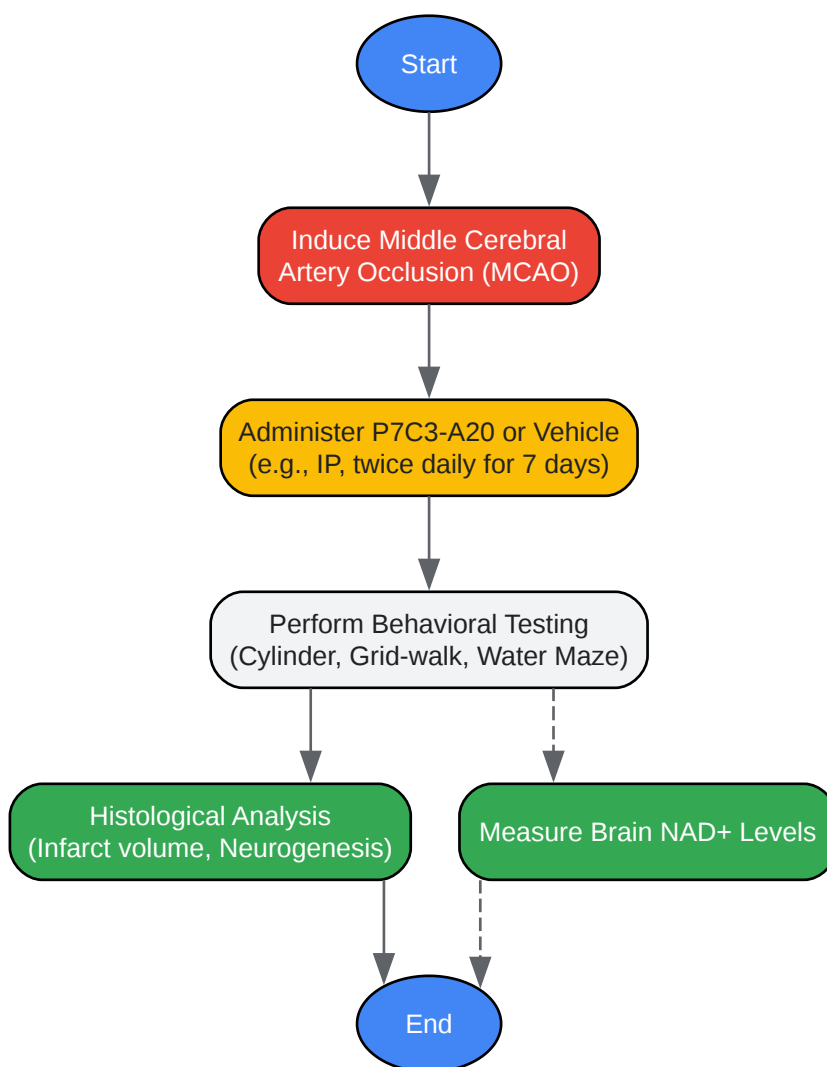 Start
Induce Middle Cerebral
Artery Occlusion (MCAO)
Administer P7C3-A20 or Vehicle
(e.g., IP, twice daily for 7 days)
Perform Behavioral Testing
(Cylinder, Grid-walk, Water Maze)
Histological Analysis
(Infarct volume, Neurogenesis)
Measure Brain NAD+ Levels
End